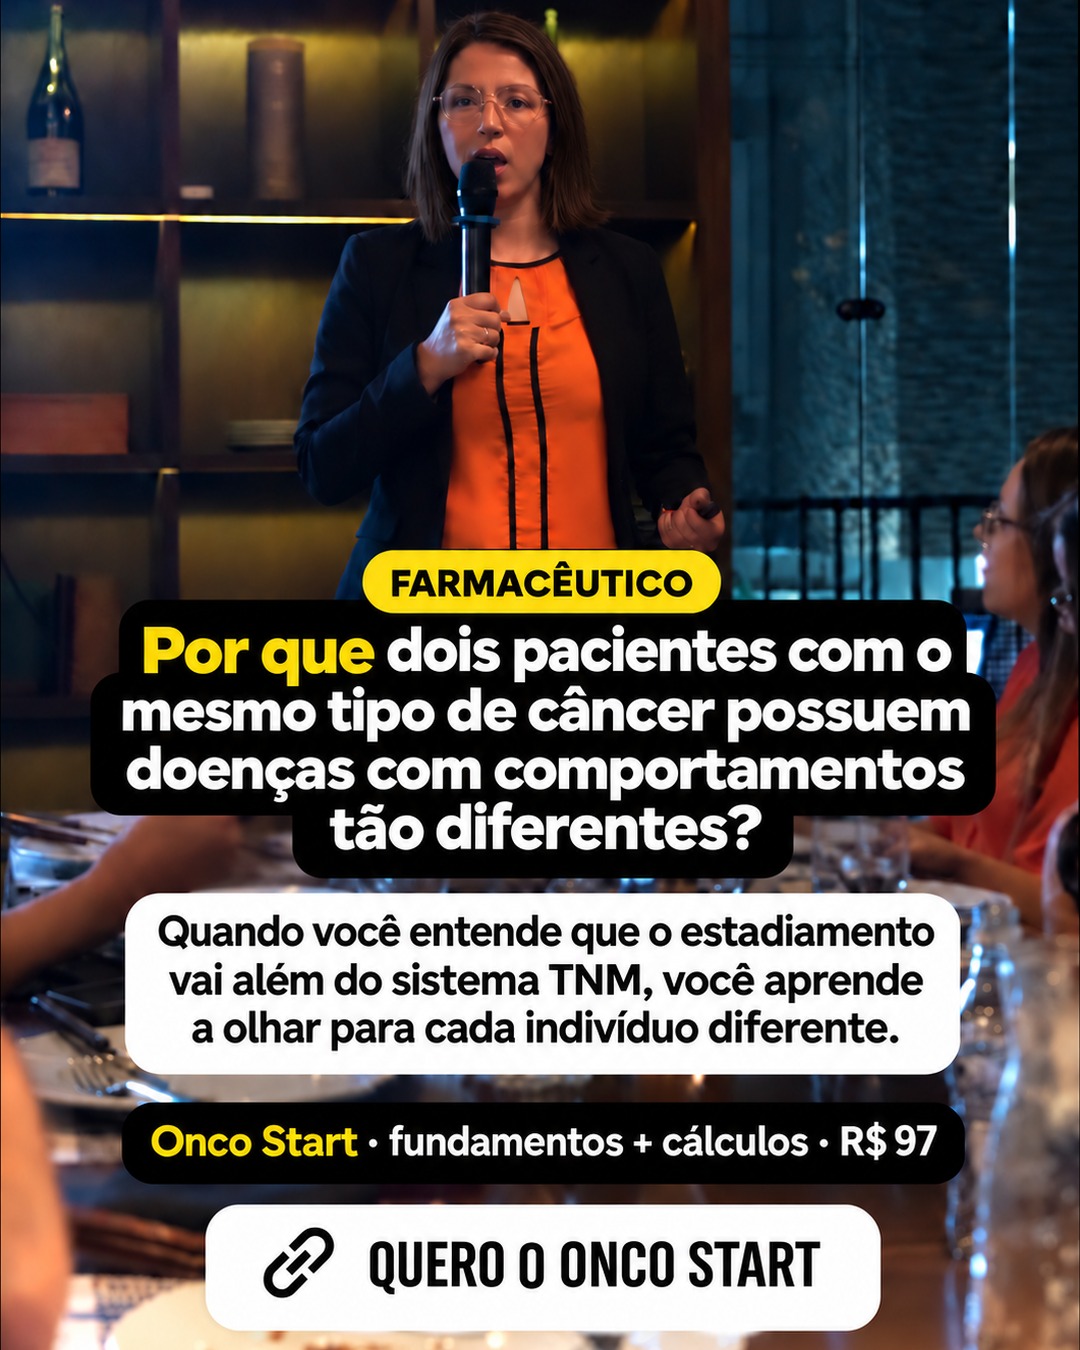 FARMACÊUTICO
Por que dois pacientes com o
mesmo tipo de câncer possuem
doenças com comportamentos
tão diferentes?
Quando você entende que o estadiamento
vai além do sistema TNM, você aprende
a olhar para cada indivíduo diferente.
Onco Start · fundamentos + cálculos · R$ 97
QUERO O ONCO START